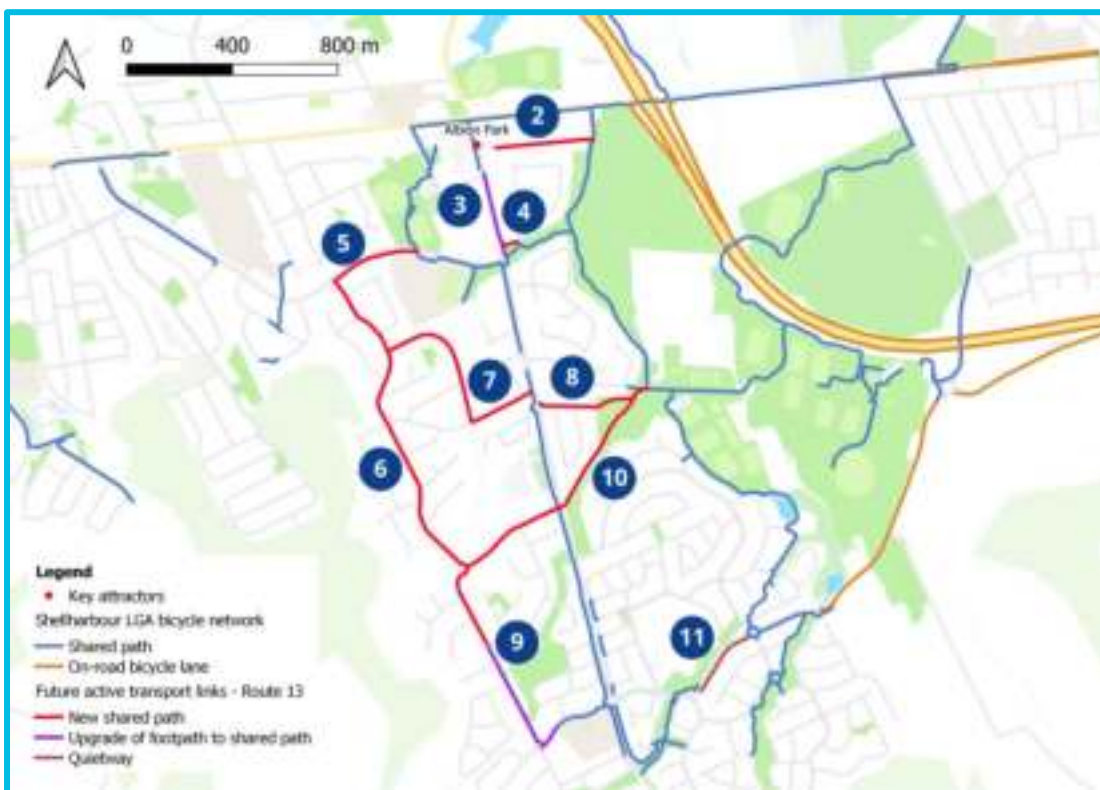 0 400 800 m
2
Albion Park
3
4
5
7
8
6
10
9
11
Legend
Key attractors
Shellharbour LGA bicycle network
Shared path
On-road bicycle lane
Future active transport links - Route 13
New shared path
Upgrade of footpath to shared path
Quietway